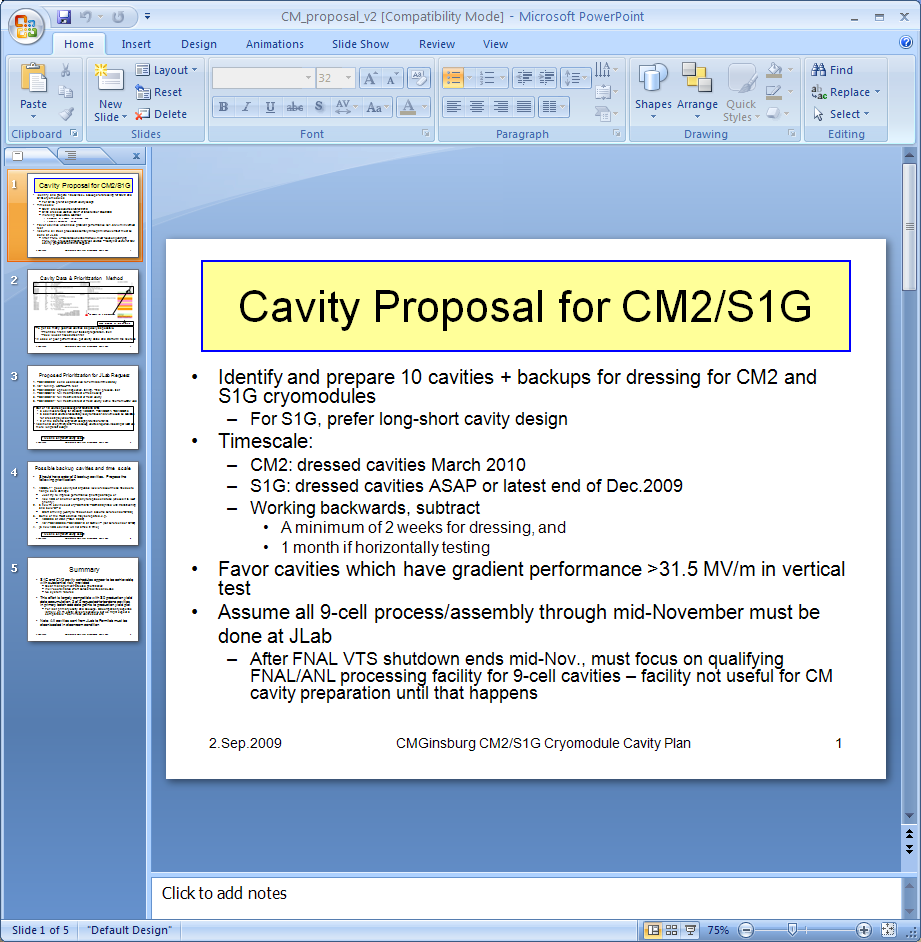 CM_proposal_v2 [Compatibility Mode] - Microsoft PowerPoint
Home Insert Design Animations Slide Show Review View
Paste
New Slide
Layout
Reset
Delete
32
B I U abc S AV Aa A
Shapes Arrange Quick Styles
Find
Replace
Select
Clipboard Slides Font Paragraph Drawing Editing
1
Cavity Proposal for CM2/S1G
2
Cavity Data & Prioritization Method
3
Proposed Prioritization for JLab Request
4
Possible backup cavities and time scale
5
Summary
Cavity Proposal for CM2/S1G
• Identify and prepare 10 cavities + backups for dressing for CM2 and
S1G cryomodules
– For S1G, prefer long-short cavity design
• Timescale:
– CM2: dressed cavities March 2010
– S1G: dressed cavities ASAP or latest end of Dec.2009
– Working backwards, subtract
• A minimum of 2 weeks for dressing, and
• 1 month if horizontally testing
• Favor cavities which have gradient performance >31.5 MV/m in vertical
test
• Assume all 9-cell process/assembly through mid-November must be
done at JLab
– After FNAL VTS shutdown ends mid-Nov., must focus on qualifying
FNAL/ANL processing facility for 9-cell cavities – facility not useful for CM
cavity preparation until that happens
2.Sep.2009 CMGinsburg CM2/S1G Cryomodule Cavity Plan 1
Click to add notes
Slide 1 of 5 "Default Design" 75%